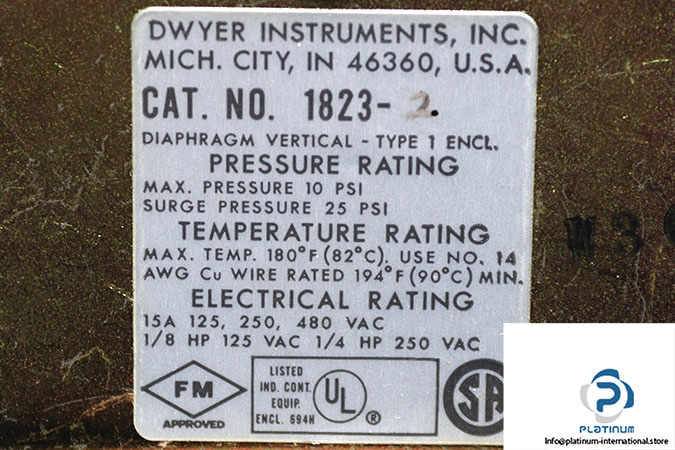 DWYER INSTRUMENTS, INC.
MICH. CITY, IN 46360, U.S.A.
CAT. NO. 1823-2.
DIAPHRAGM VERTICAL - TYPE 1 ENCL.
PRESSURE RATING
MAX. PRESSURE 10 PSI
SURGE PRESSURE 25 PSI
TEMPERATURE RATING
MAX. TEMP. 180°F (82°C). USE NO. 14
AWG Cu WIRE RATED 194°F (90°C) MIN.
ELECTRICAL RATING
15A 125, 250, 480 VAC
1/8 HP 125 VAC 1/4 HP 250 VAC
FM
APPROVED
LISTED
IND. CONT.
EQUIP.
ENCL. 694H
UL
®
SA
W3
PLATINUM
Info@platinum-international.store